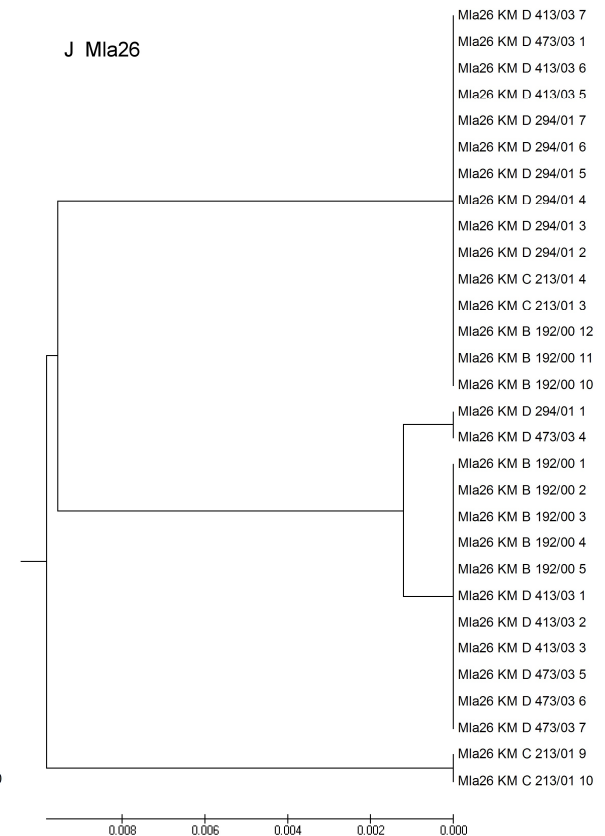 J Mla26
Mla26 KM D 413/03 7
Mla26 KM D 473/03 1
Mla26 KM D 413/03 6
Mla26 KM D 413/03 5
Mla26 KM D 294/01 7
Mla26 KM D 294/01 6
Mla26 KM D 294/01 5
Mla26 KM D 294/01 4
Mla26 KM D 294/01 3
Mla26 KM D 294/01 2
Mla26 KM C 213/01 4
Mla26 KM C 213/01 3
Mla26 KM B 192/00 12
Mla26 KM B 192/00 11
Mla26 KM B 192/00 10
Mla26 KM D 294/01 1
Mla26 KM D 473/03 4
Mla26 KM B 192/00 1
Mla26 KM B 192/00 2
Mla26 KM B 192/00 3
Mla26 KM B 192/00 4
Mla26 KM B 192/00 5
Mla26 KM D 413/03 1
Mla26 KM D 413/03 2
Mla26 KM D 413/03 3
Mla26 KM D 473/03 5
Mla26 KM D 473/03 6
Mla26 KM D 473/03 7
Mla26 KM C 213/01 9
Mla26 KM C 213/01 10
0.008 0.006 0.004 0.002 0.000